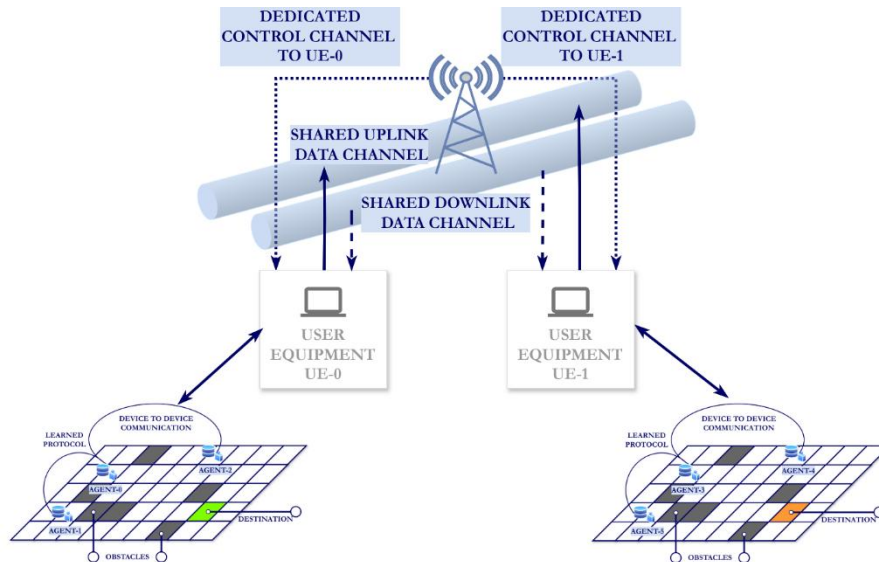 DEDICATED
CONTROL CHANNEL
TO UE-0
DEDICATED
CONTROL CHANNEL
TO UE-1
SHARED UPLINK
DATA CHANNEL
SHARED DOWNLINK
DATA CHANNEL
USER
EQUIPMENT
UE-0
USER
EQUIPMENT
UE-1
DEVICE TO DEVICE
COMMUNICATION
LEARNED
PROTOCOL
AGENT-2
AGENT-0
AGENT-1
DESTINATION
OBSTACLES
DEVICE TO DEVICE
COMMUNICATION
LEARNED
PROTOCOL
AGENT-4
AGENT-3
AGENT-5
DESTINATION
OBSTACLES